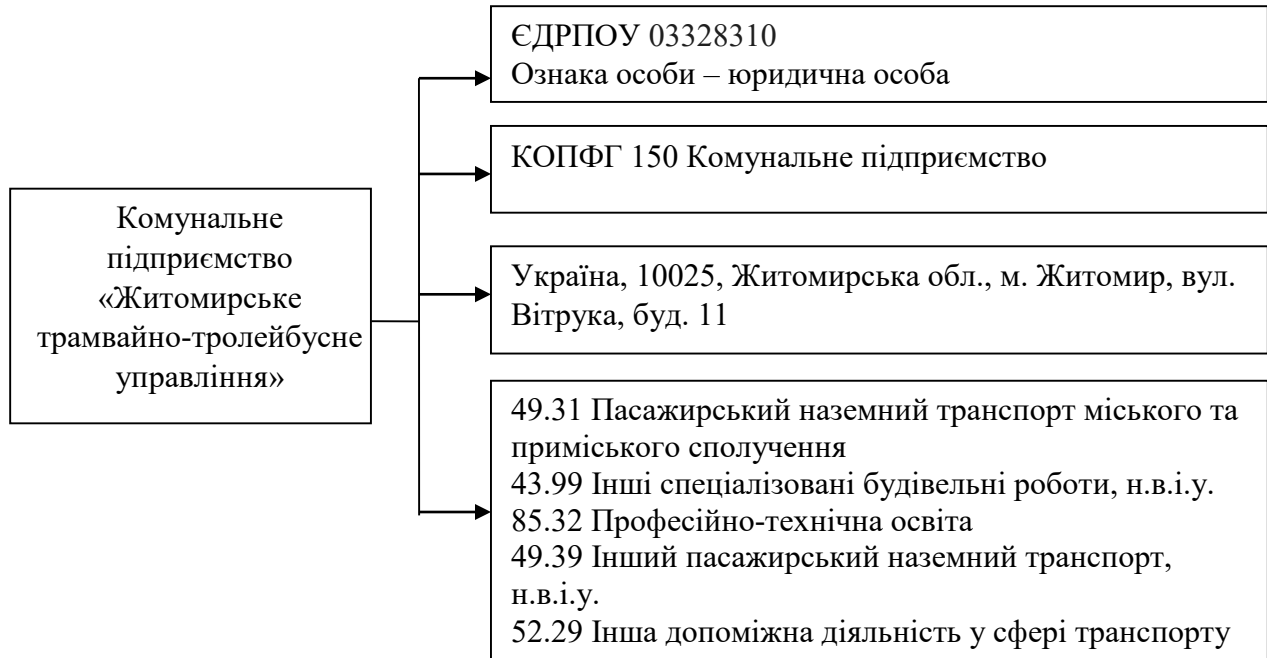 Комунальне
підприємство
«Житомирське
трамвайно-тролейбусне
управління»
ЄДРПОУ 03328310
Ознака особи – юридична особа
КОПФГ 150 Комунальне підприємство
Україна, 10025, Житомирська обл., м. Житомир, вул.
Вітрука, буд. 11
49.31 Пасажирський наземний транспорт міського та
приміського сполучення
43.99 Інші спеціалізовані будівельні роботи, н.в.і.у.
85.32 Професійно-технічна освіта
49.39 Інший пасажирський наземний транспорт,
н.в.і.у.
52.29 Інша допоміжна діяльність у сфері транспорту